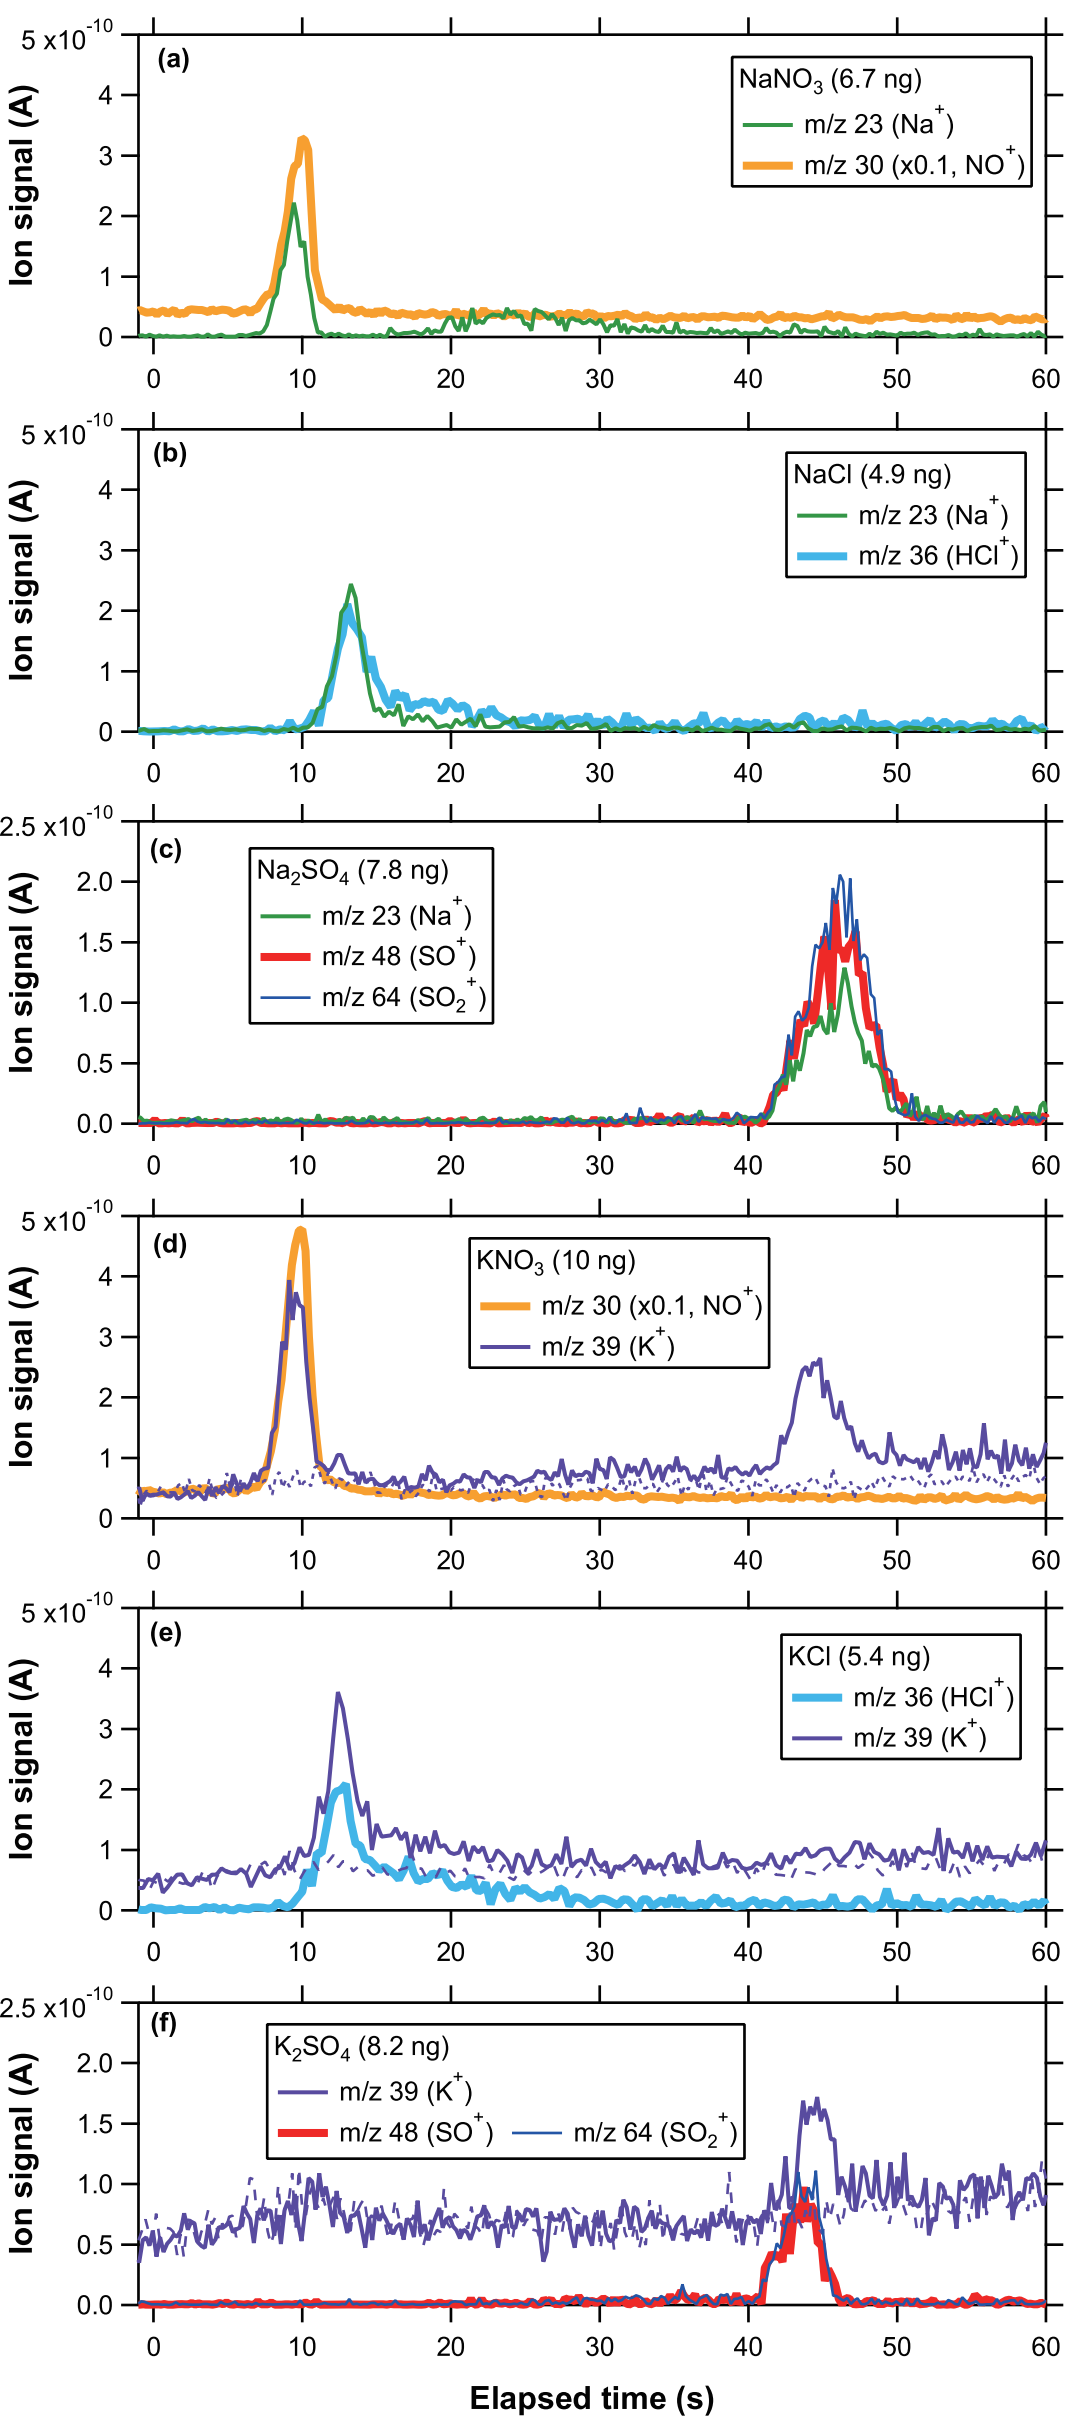 5 x10-10
(a)
NaNO3 (6.7 ng)
m/z 23 (Na+)
m/z 30 (x0.1, NO+)
4
3
2
1
0
Ion signal (A)
0 10 20 30 40 50 60
5 x10-10
(b)
NaCl (4.9 ng)
m/z 23 (Na+)
m/z 36 (HCl+)
4
3
2
1
0
Ion signal (A)
0 10 20 30 40 50 60
2.5 x10-10
(c)
Na2SO4 (7.8 ng)
m/z 23 (Na+)
m/z 48 (SO+)
m/z 64 (SO2+)
2.0
1.5
1.0
0.5
0.0
Ion signal (A)
0 10 20 30 40 50 60
5 x10-10
(d)
KNO3 (10 ng)
m/z 30 (x0.1, NO+)
m/z 39 (K+)
4
3
2
1
0
Ion signal (A)
0 10 20 30 40 50 60
5 x10-10
(e)
KCl (5.4 ng)
m/z 36 (HCl+)
m/z 39 (K+)
4
3
2
1
0
Ion signal (A)
0 10 20 30 40 50 60
2.5 x10-10
(f)
K2SO4 (8.2 ng)
m/z 39 (K+)
m/z 48 (SO+) m/z 64 (SO2+)
2.0
1.5
1.0
0.5
0.0
Ion signal (A)
0 10 20 30 40 50 60
Elapsed time (s)